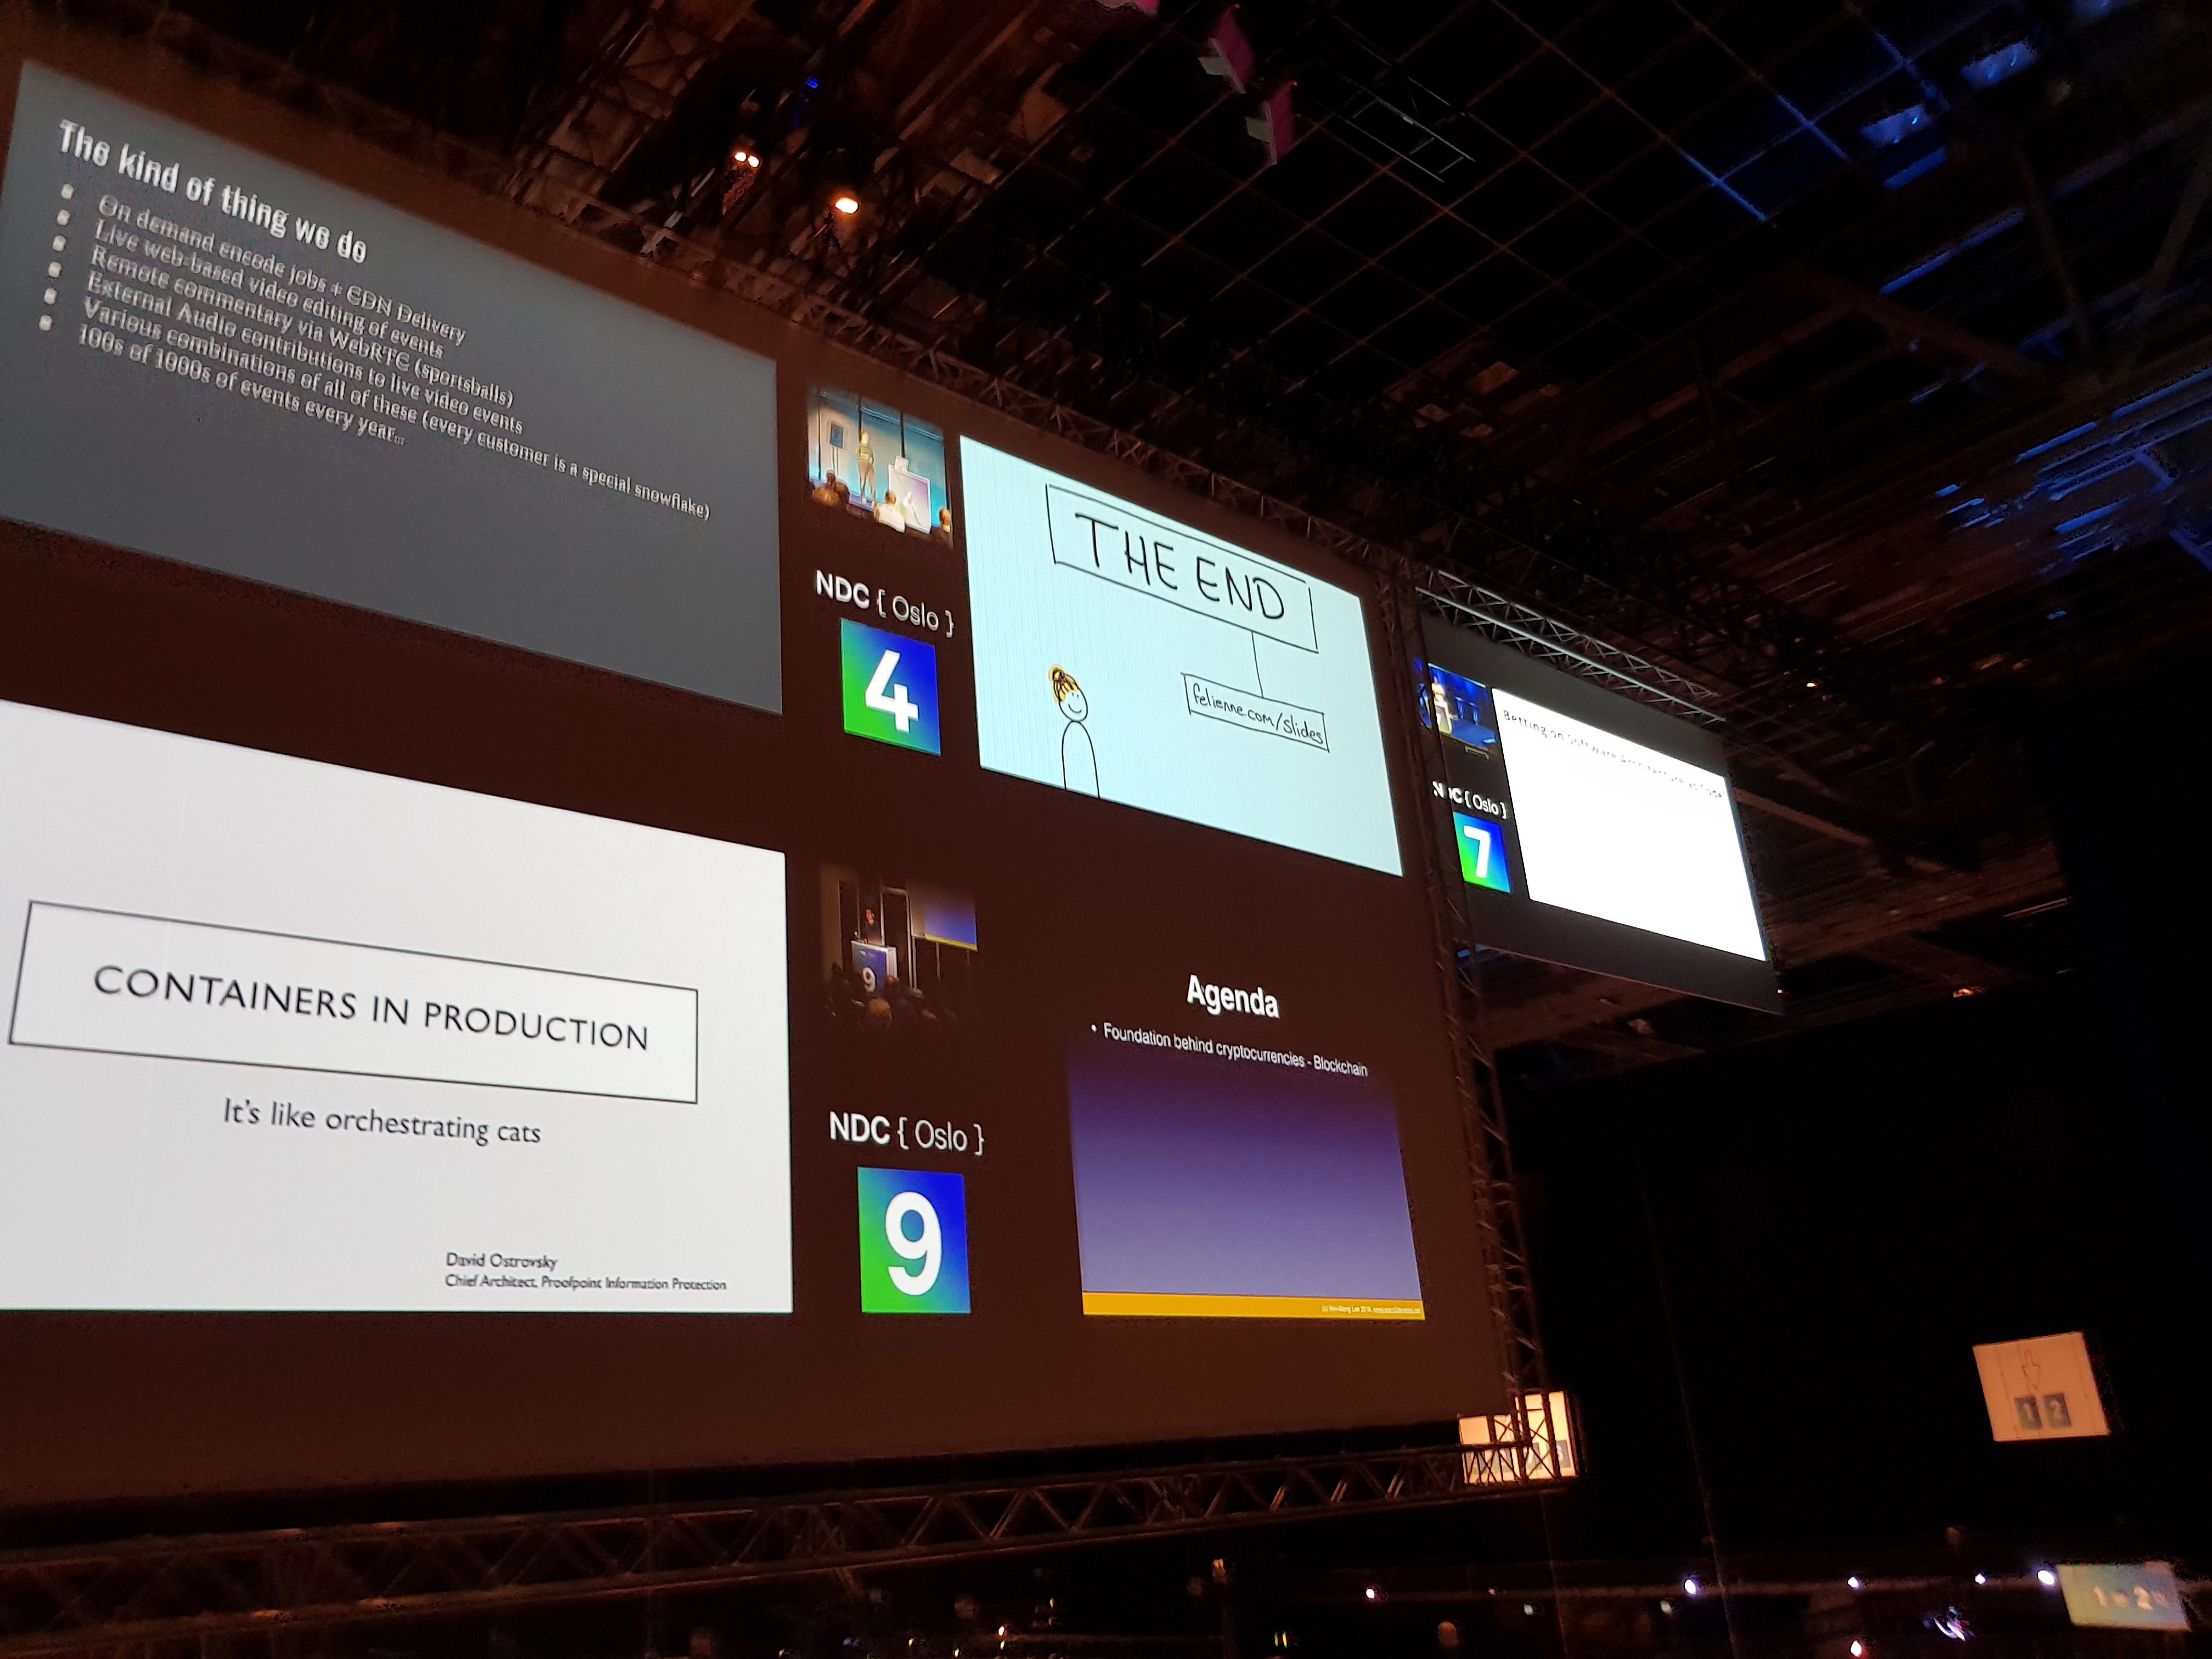 The kind of thing we do
• On demand encode jobs + CDN Delivery
• Live web-based video editing of events
• Remote commentary via WebRTC (sportsballs)
• External Audio contributions to live video events
• Various combinations of all of these (every customer is a special snowflake)
• 100s of 1000s of events every year...
NDC { Oslo }
4
THE END
felienne.com/slides
Betting on Software Architecture as Code
NDC { Oslo }
7
CONTAINERS IN PRODUCTION
It's like orchestrating cats
David Ostrovsky
Chief Architect, Proofpoint Information Protection
9
NDC { Oslo }
9
Agenda
• Foundation behind cryptocurrencies - Blockchain
1 2